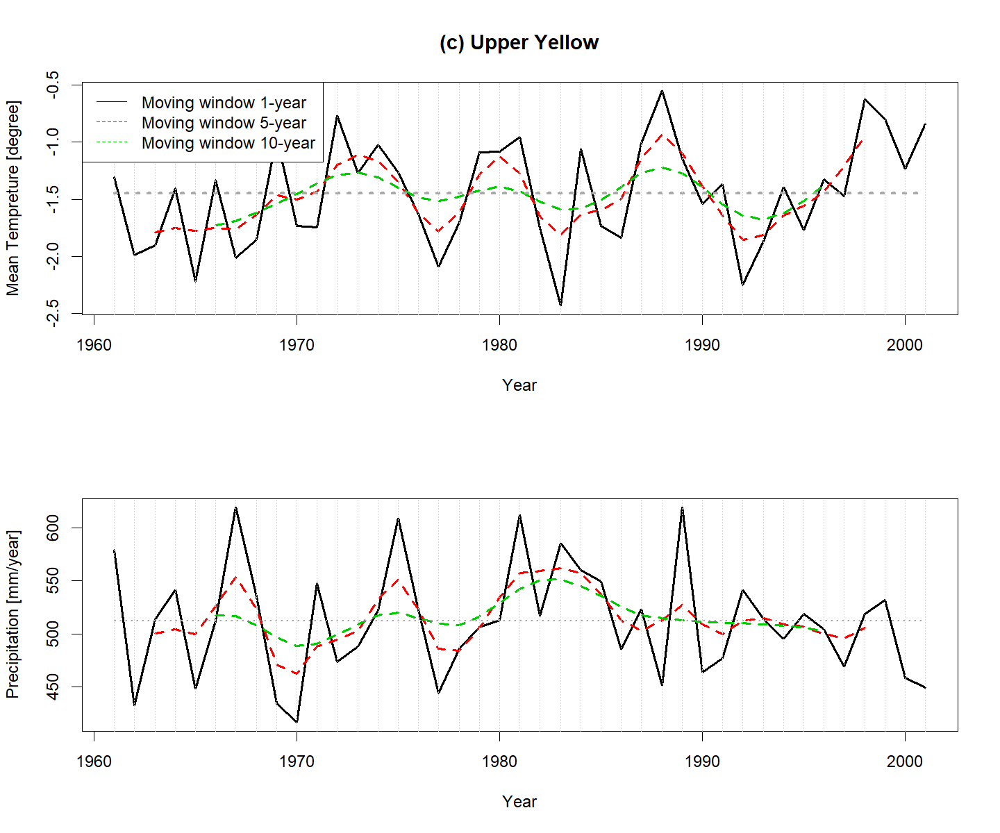 (c) Upper Yellow
Mean Tempreture [degree]
-0.5
-1.0
-1.5
-2.0
-2.5
Moving window 1-year
Moving window 5-year
Moving window 10-year
1960 1970 1980 1990 2000
Year
Precipitation [mm/year]
600
550
500
450
1960 1970 1980 1990 2000
Year